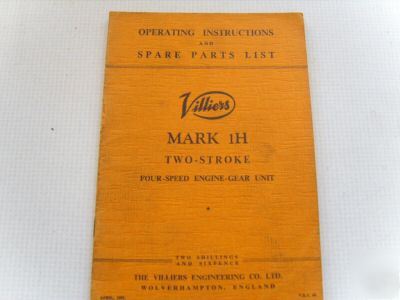 OPERATING INSTRUCTIONS
AND
SPARE PARTS LIST
Villiers
MARK 1H
TWO-STROKE
FOUR-SPEED ENGINE-GEAR UNIT
TWO SHILLINGS
AND SIXPENCE
THE VILLIERS ENGINEERING CO. LTD.
WOLVERHAMPTON, ENGLAND